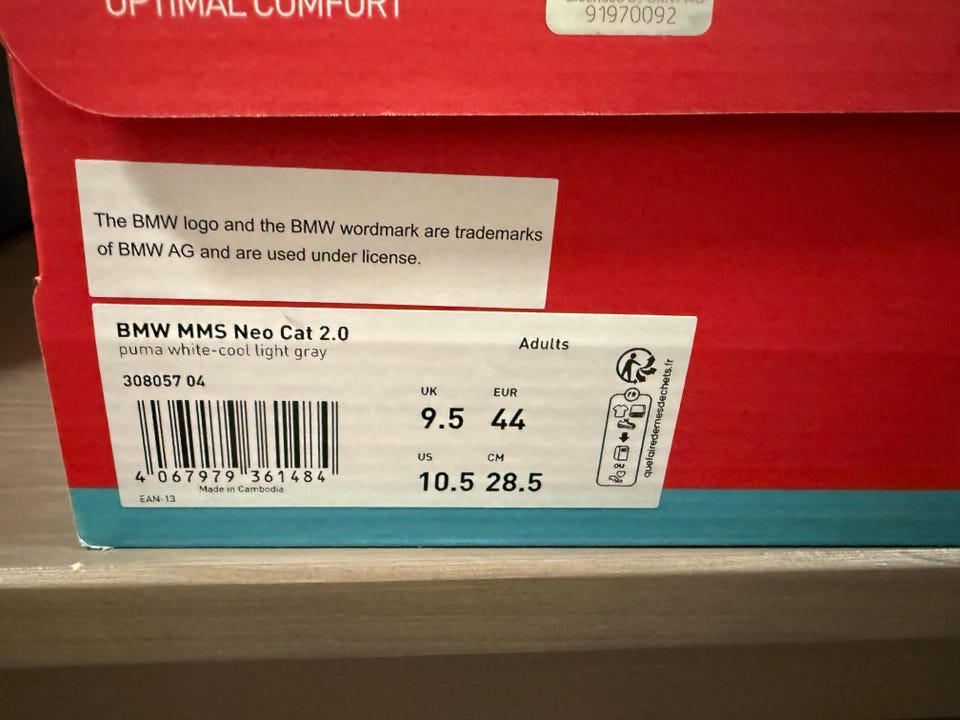 OPTIMAL COMFORT
91970092
The BMW logo and the BMW wordmark are trademarks
of BMW AG and are used under license.
BMW MMS Neo Cat 2.0
puma white-cool light gray
Adults
308057 04
UK EUR
9.5 44
US CM
10.5 28.5
4 067979 361484
Made in Cambodia
EAN-13
FR
quefairedemesdechets.fr